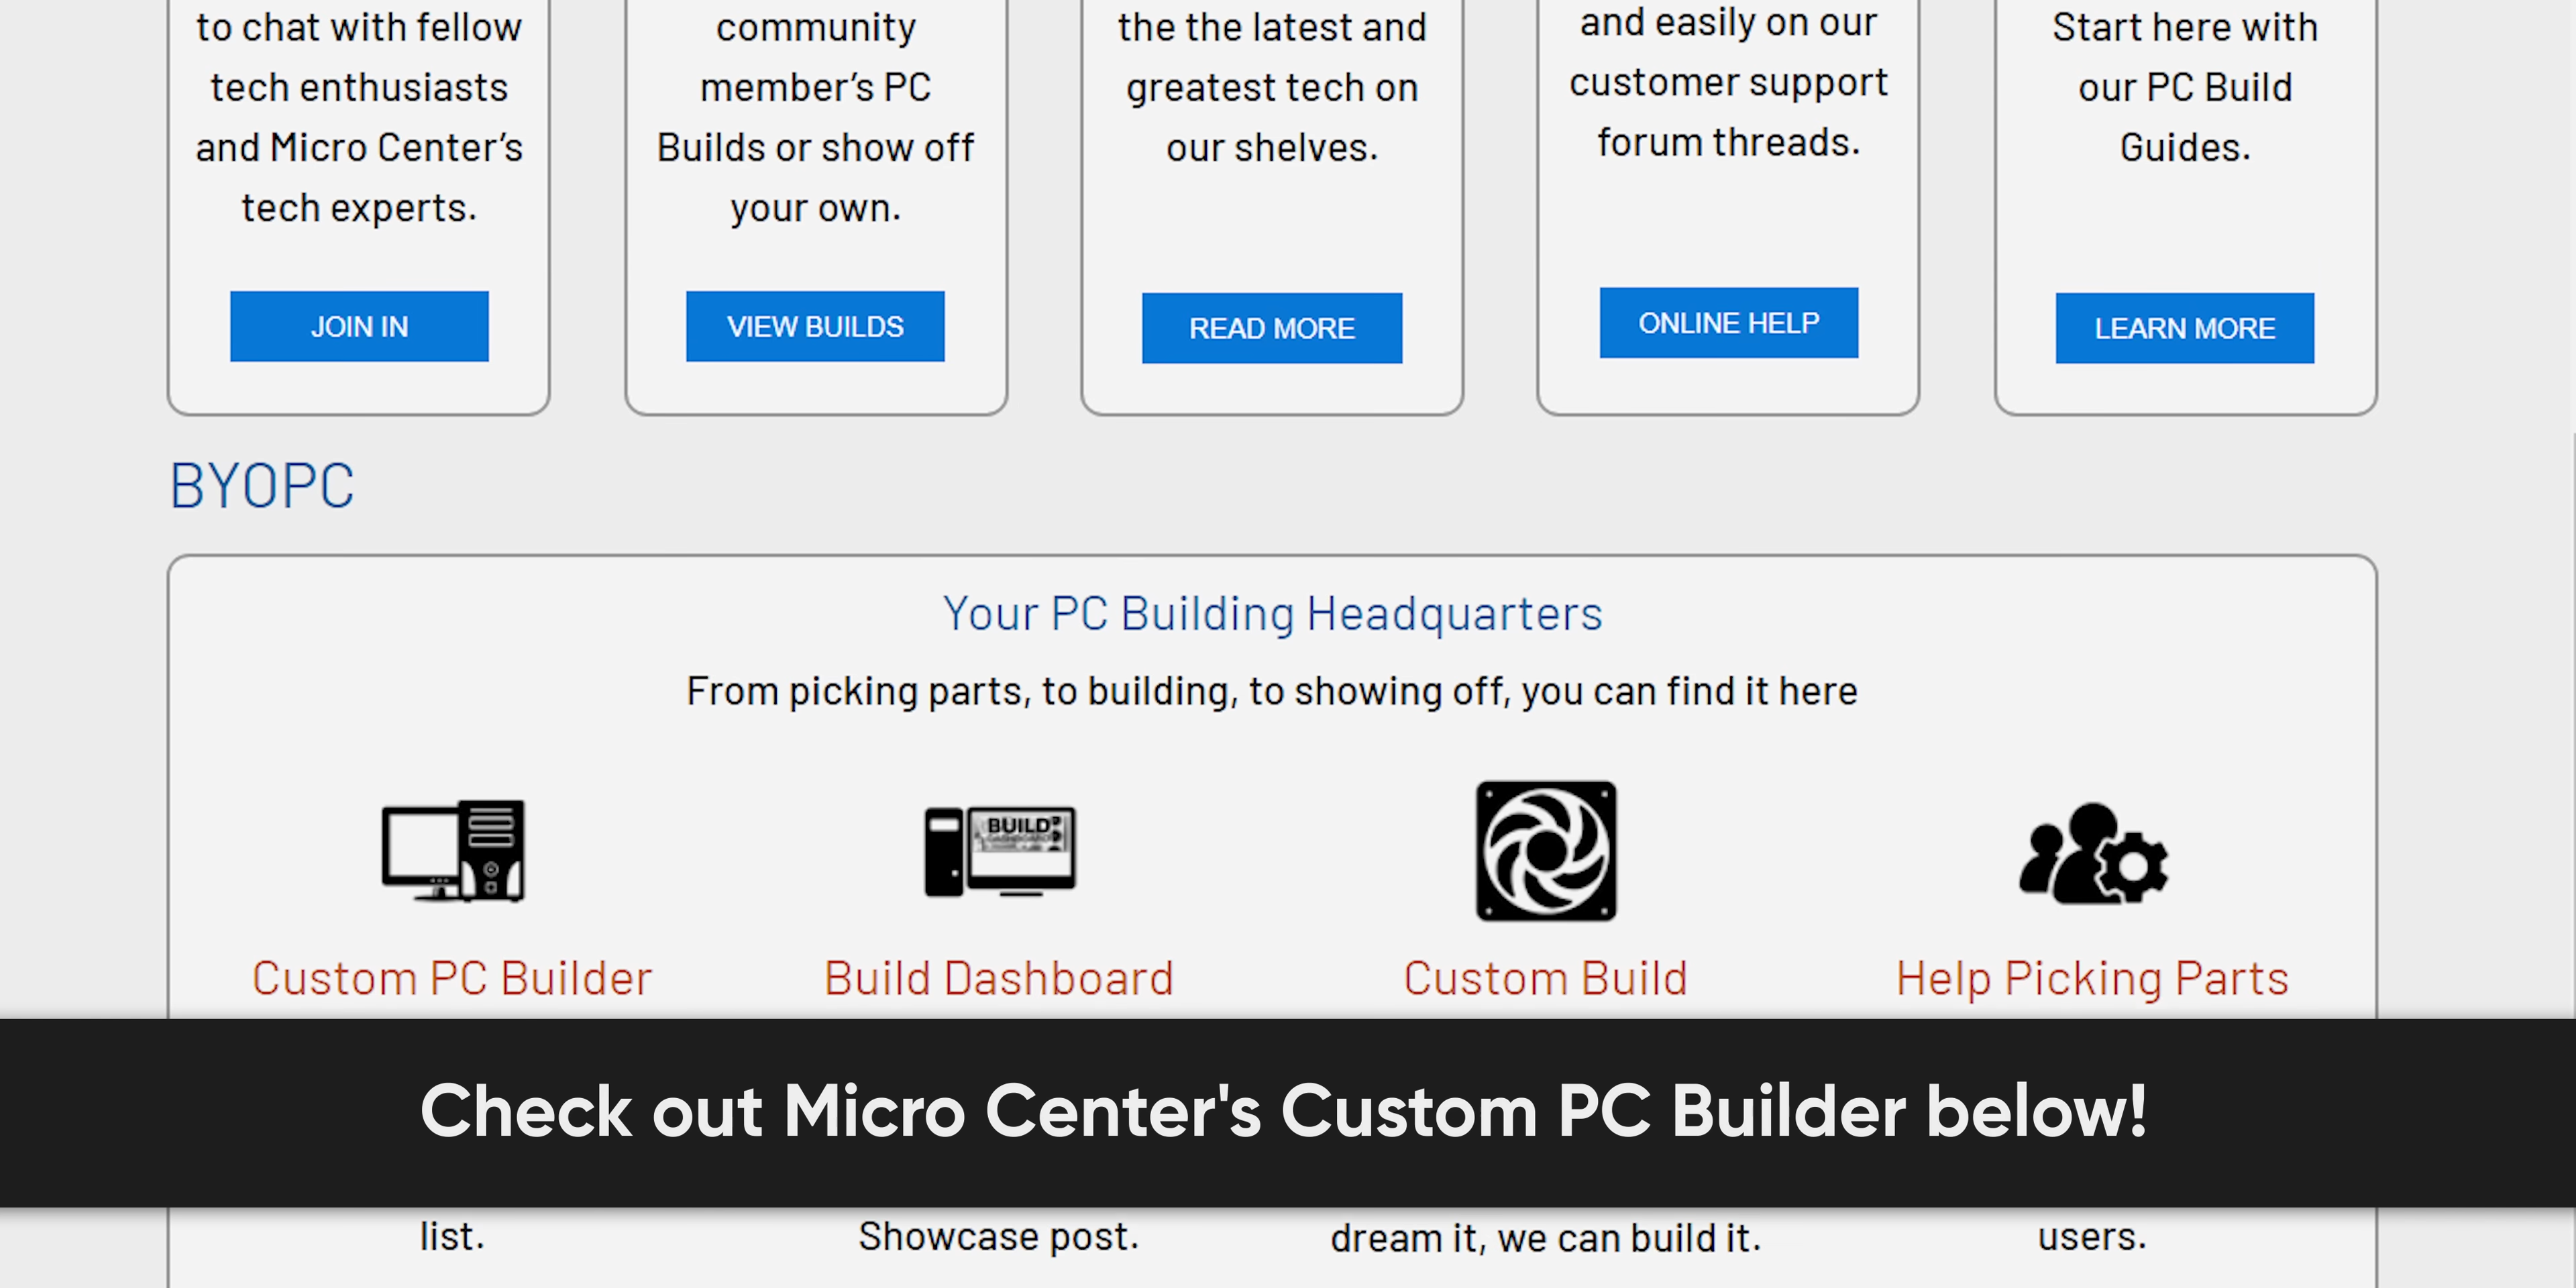 to chat with fellow
tech enthusiasts
and Micro Center’s
tech experts.
JOIN IN
community
member’s PC
Builds or show off
your own.
VIEW BUILDS
the the latest and
greatest tech on
our shelves.
READ MORE
and easily on our
customer support
forum threads.
ONLINE HELP
Start here with
our PC Build
Guides.
LEARN MORE
BYOPC
Your PC Building Headquarters
From picking parts, to building, to showing off, you can find it here
BUILD
Custom PC Builder
Build Dashboard
Custom Build
Help Picking Parts
Check out Micro Center's Custom PC Builder below!
list.
Showcase post.
dream it, we can build it.
users.